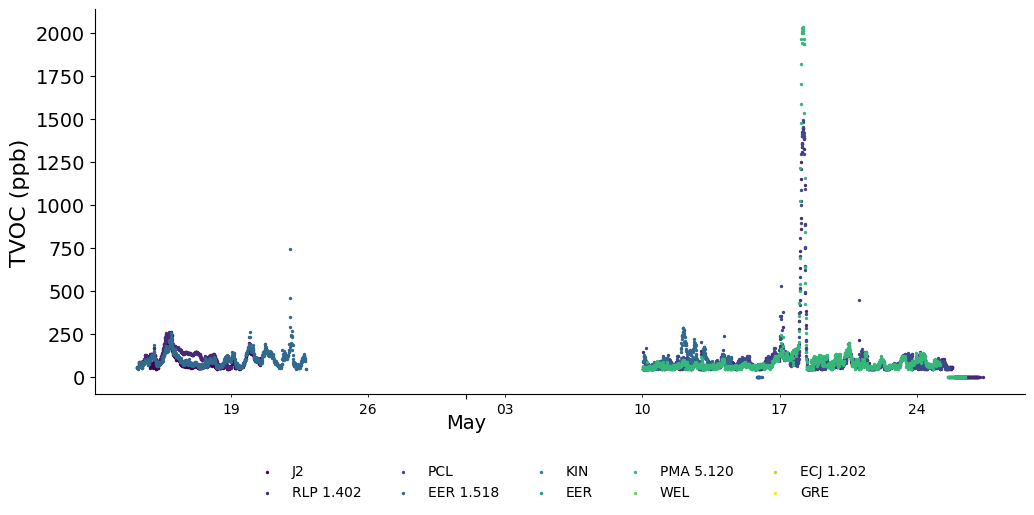 2000
1750
1500
1250
1000
750
500
250
0
TVOC (ppb)
19 26 03 10 17 24
May
J2 PCL KIN PMA 5.120 ECJ 1.202
RLP 1.402 EER 1.518 EER WEL GRE